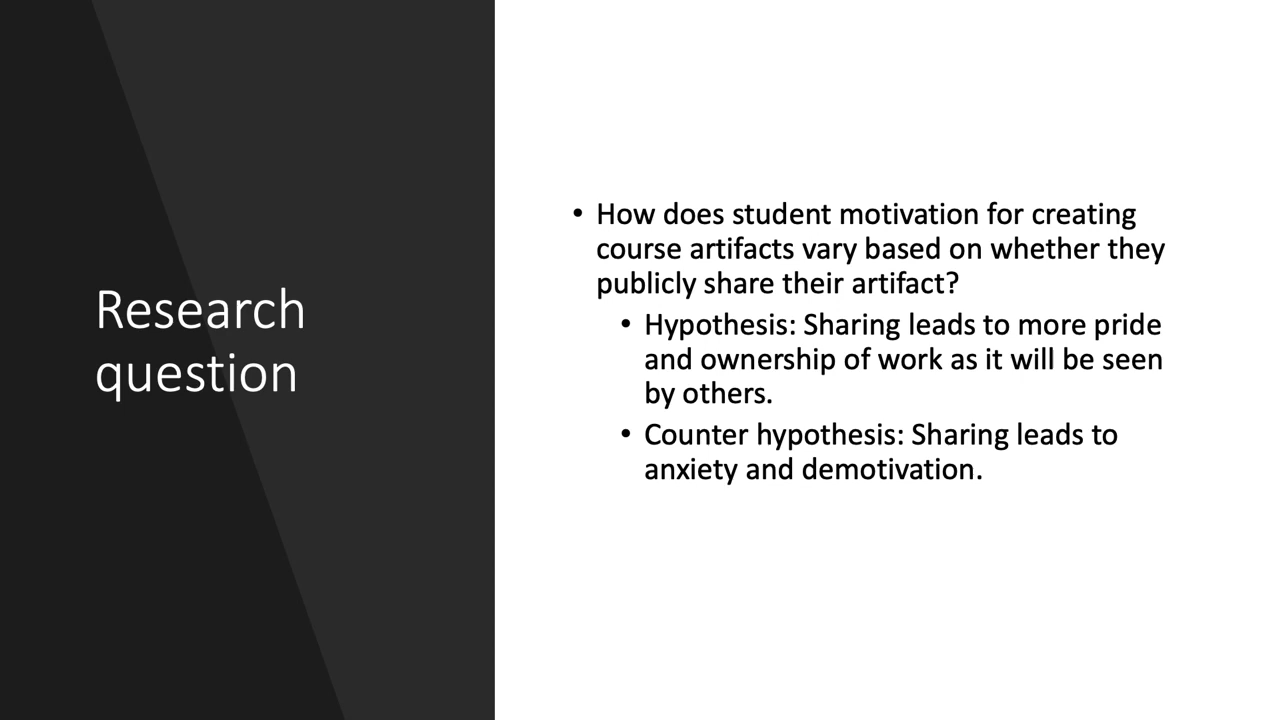 Research
question
• How does student motivation for creating
course artifacts vary based on whether they
publicly share their artifact?
• Hypothesis: Sharing leads to more pride
and ownership of work as it will be seen
by others.
• Counter hypothesis: Sharing leads to
anxiety and demotivation.